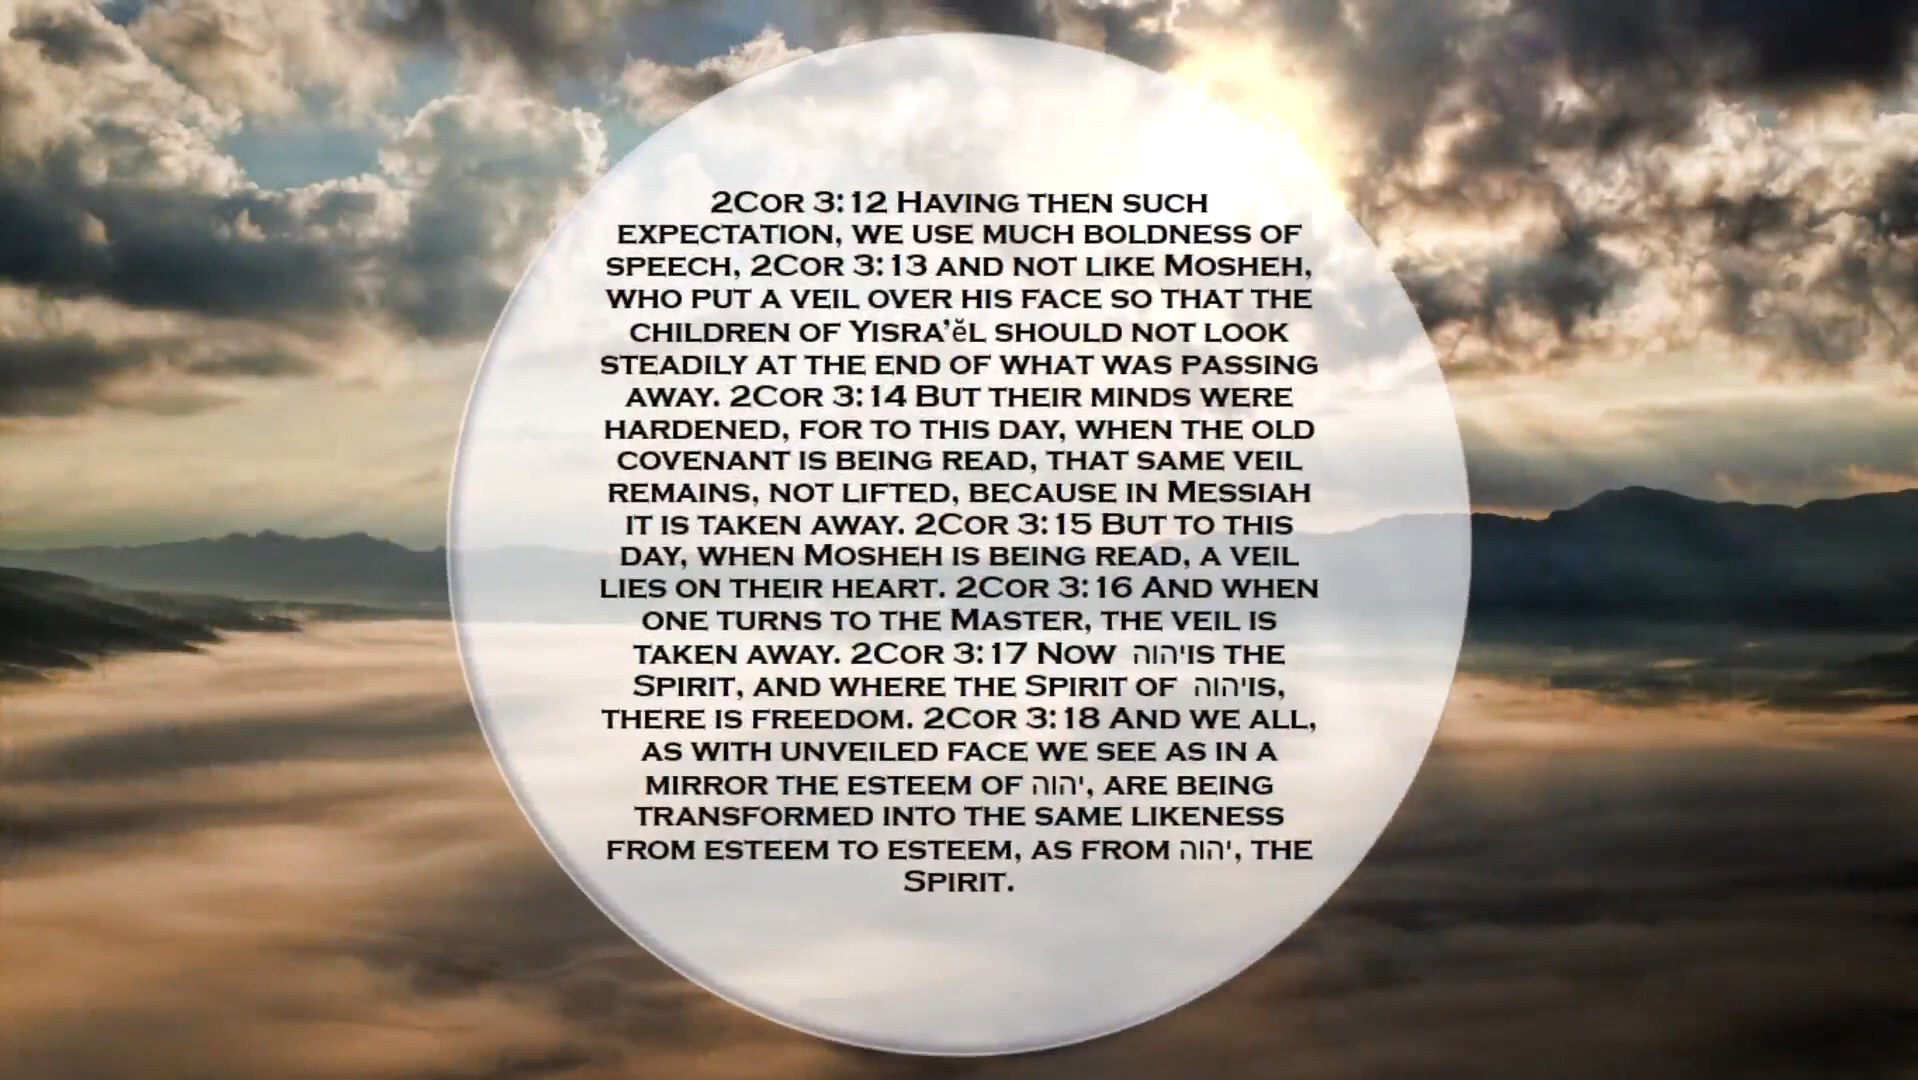 2Cor 3:12 Having then such
expectation, we use much boldness of
speech, 2Cor 3:13 and not like Mosheh,
who put a veil over his face so that the
children of Yisra’ĕl should not look
steadily at the end of what was passing
away. 2Cor 3:14 But their minds were
hardened, for to this day, when the old
covenant is being read, that same veil
remains, not lifted, because in Messiah
it is taken away. 2Cor 3:15 But to this
day, when Mosheh is being read, a veil
lies on their heart. 2Cor 3:16 And when
one turns to the Master, the veil is
taken away. 2Cor 3:17 Now יהוה is the
Spirit, and where the Spirit of יהוה is,
there is freedom. 2Cor 3:18 And we all,
as with unveiled face we see as in a
mirror the esteem of יהוה, are being
transformed into the same likeness
from esteem to esteem, as from יהוה, the
Spirit.